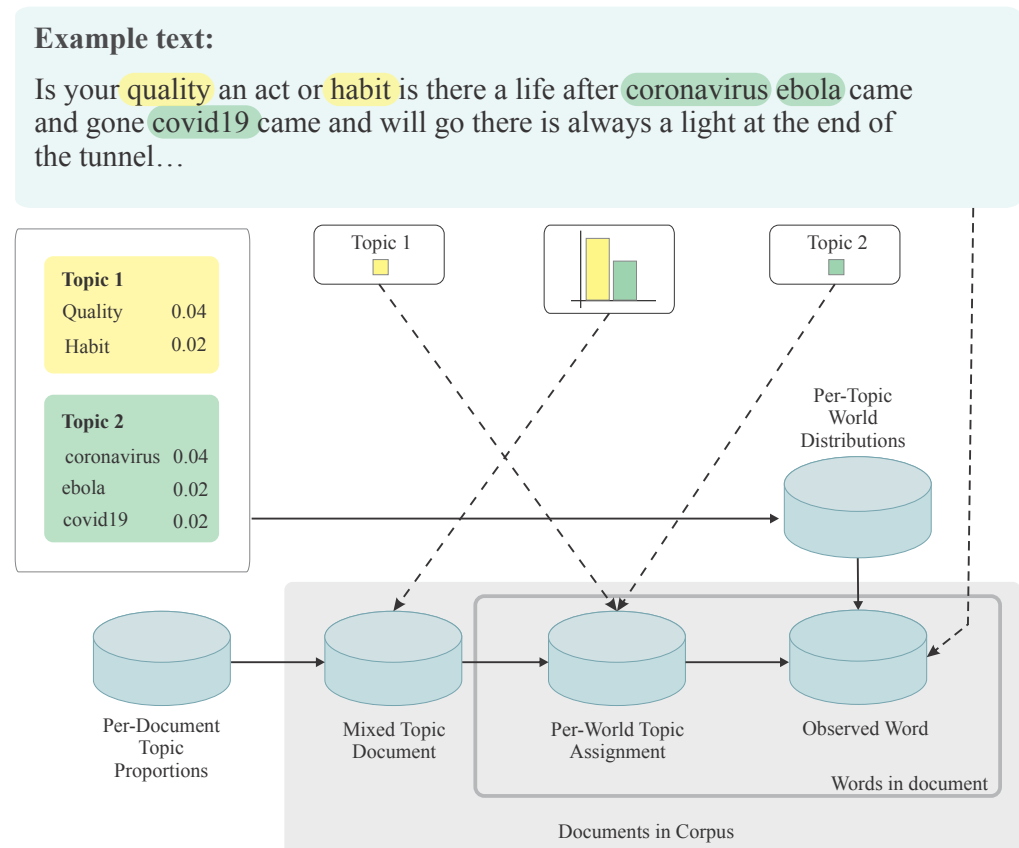 Example text:
Is your quality an act or habit is there a life after coronavirus ebola came
and gone covid19 came and will go there is always a light at the end of
the tunnel…
Topic 1
Quality 0.04
Habit 0.02
Topic 2
coronavirus 0.04
ebola 0.02
covid19 0.02
Topic 1
Topic 2
Per-Topic
World
Distributions
Per-Document
Topic
Proportions
Mixed Topic
Document
Per-World Topic
Assignment
Observed Word
Words in document
Documents in Corpus